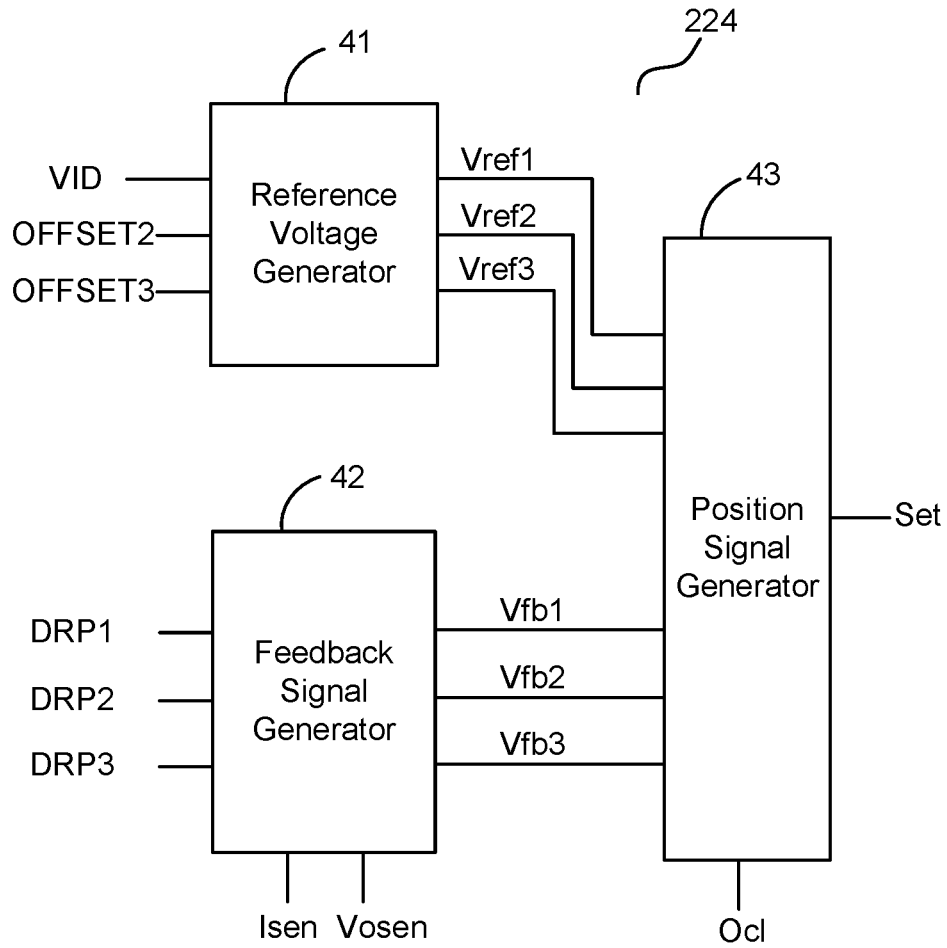 224
41
VID
OFFSET2
OFFSET3
Reference
Voltage
Generator
Vref1
Vref2
Vref3
43
42
DRP1
DRP2
DRP3
Feedback
Signal
Generator
Vfb1
Vfb2
Vfb3
Position
Signal
Generator
Set
Isen
Vosen
Ocl